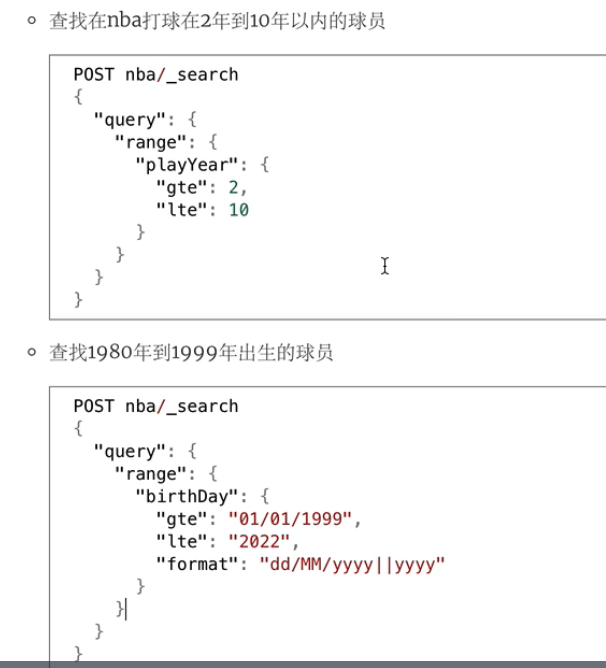 查找在nba打球在2年到10年以内的球员
POST nba/_search
{
  "query": {
    "range": {
      "playYear": {
        "gte": 2,
        "lte": 10
      }
    }
  }
}
查找1980年到1999年出生的球员
POST nba/_search
{
  "query": {
    "range": {
      "birthDay": {
        "gte": "01/01/1999",
        "lte": "2022",
        "format": "dd/MM/yyyy||yyyy"
      }
    }
  }
}